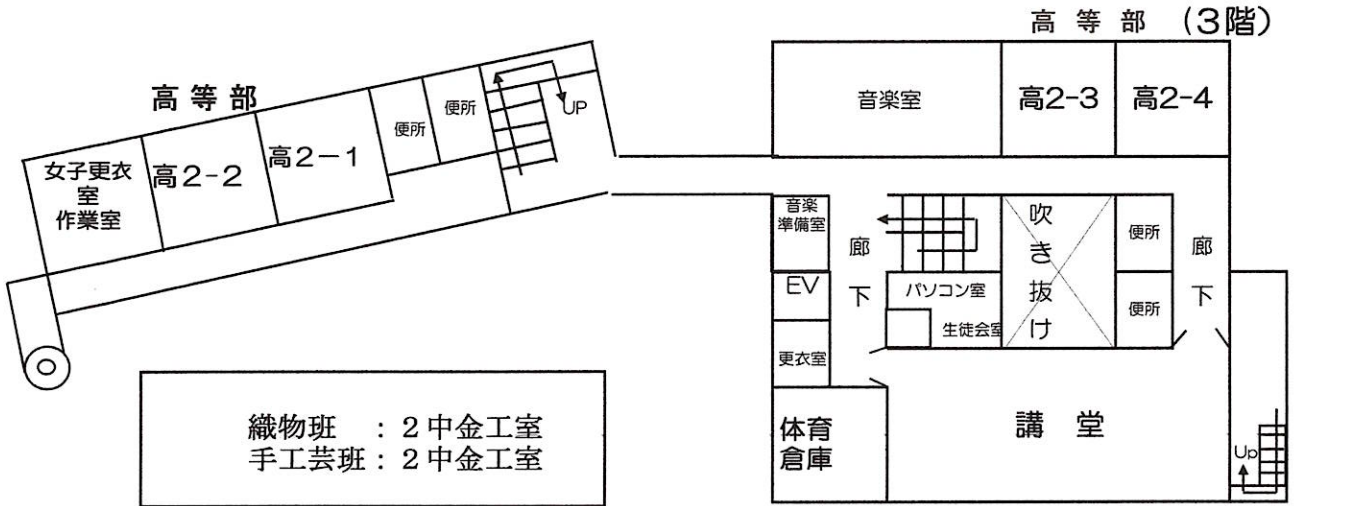 高 等 部 (3階)
高 等 部
女子更衣
室
作業室
高2-2
高2-1
便所
便所
UP
音楽室
高2-3
高2-4
音楽
準備室
EV
更衣室
体育
倉庫
廊
下
パソコン室
生徒会室
吹
き
抜
け
便所
便所
廊
下
講 堂
Up
織物班 : 2中金工室
手工芸班 : 2中金工室